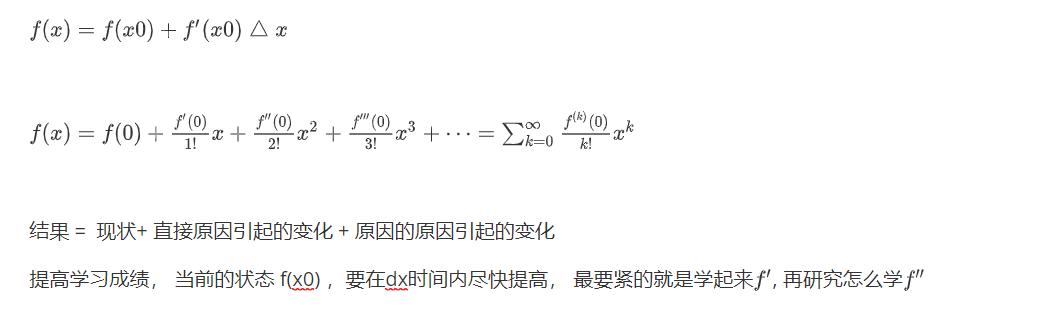 f(x) = f(x0) + f′(x0) △ x
f(x) = f(0) + \frac{f′(0)}{1!}x + \frac{f′′(0)}{2!}x^2 + \frac{f′′′(0)}{3!}x^3 + ⋯ = ∑_{k=0}^{∞} \frac{f^{(k)}(0)}{k!}x^k
结果 = 现状+ 直接原因引起的变化 + 原因的原因引起的变化
提高学习成绩， 当前的状态 f(x0) ，要在dx时间内尽快提高， 最要紧的就是学起来f′, 再研究怎么学f′′